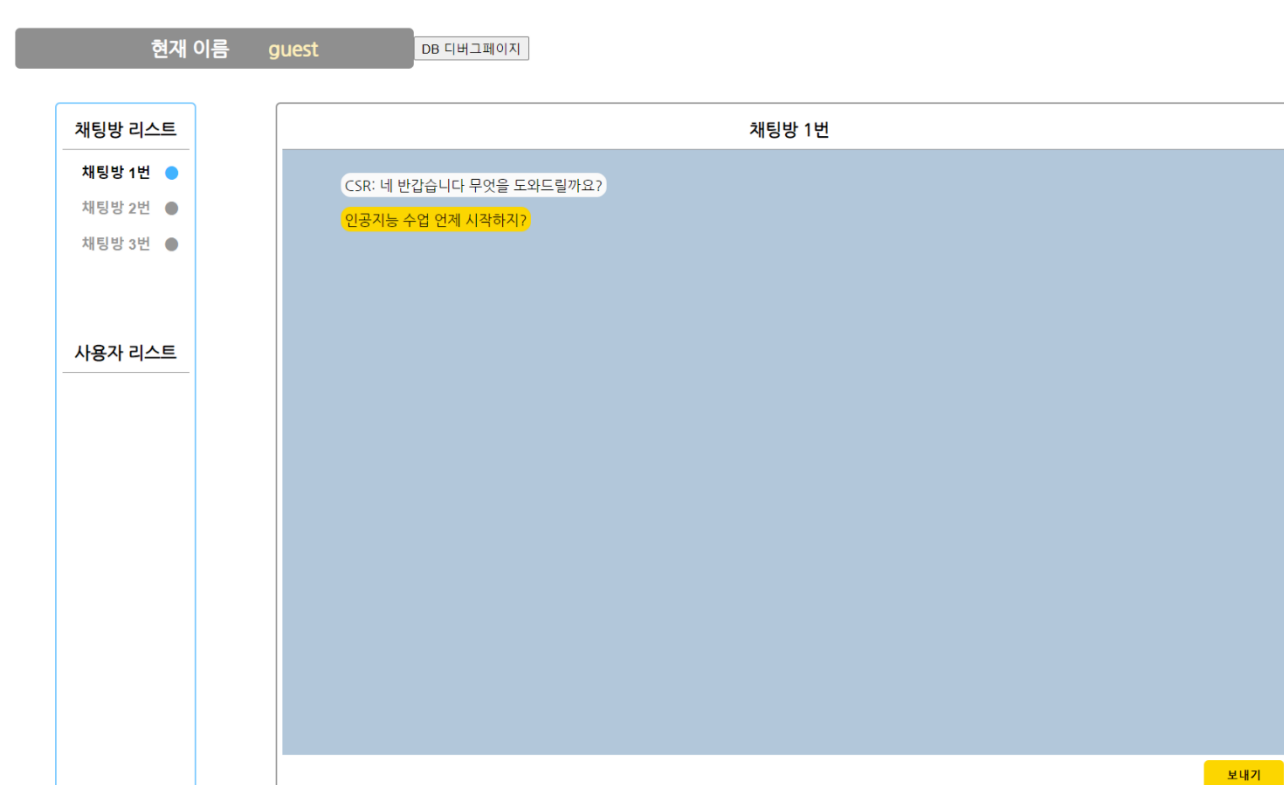 현재 이름 guest DB 디버그페이지
채팅방 리스트
채팅방 1번
채팅방 2번
채팅방 3번
사용자 리스트
채팅방 1번
CSR: 네 반갑습니다 무엇을 도와드릴까요?
인공지능 수업 언제 시작하지?
보내기